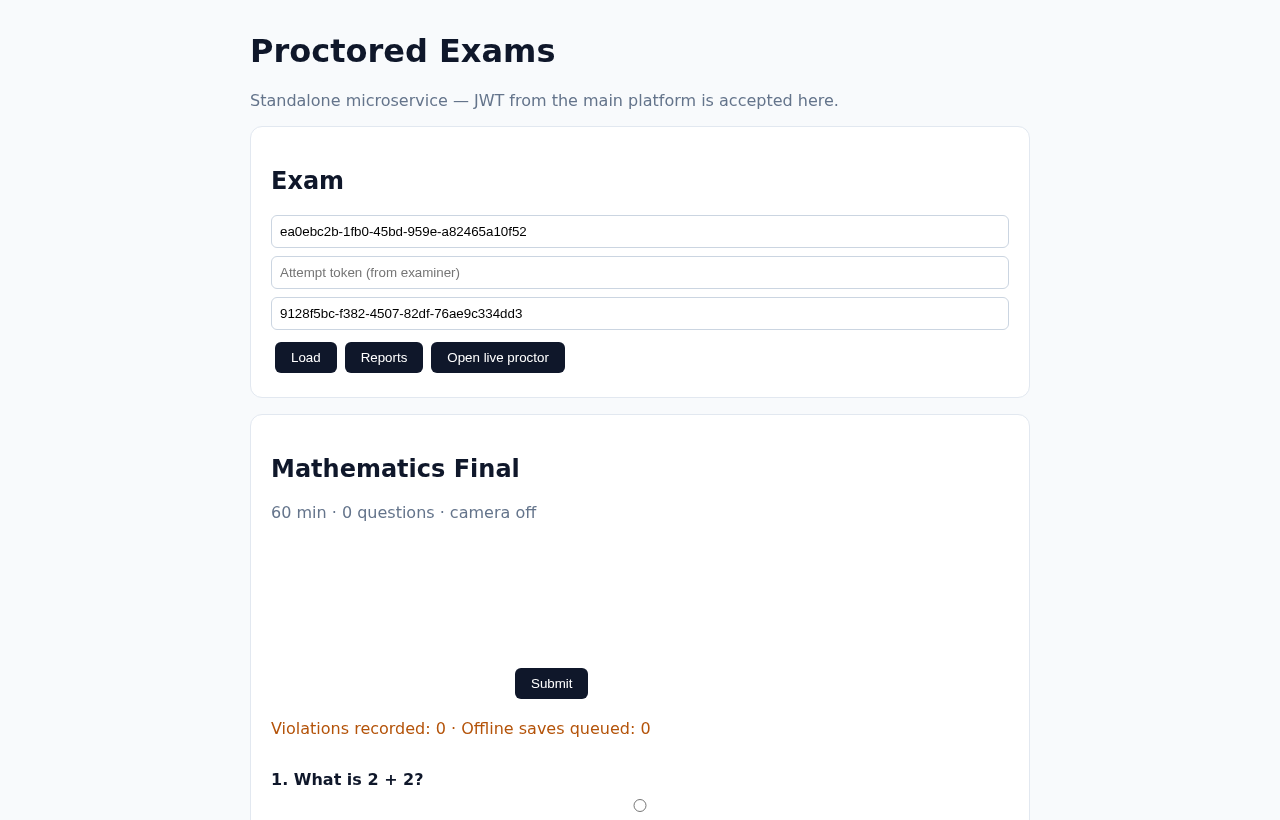 Proctored Exams
Standalone microservice — JWT from the main platform is accepted here.
Exam
ea0ebc2b-1fb0-45bd-959e-a82465a10f52
Attempt token (from examiner)
9128f5bc-f382-4507-82df-76ae9c334dd3
Load Reports Open live proctor
Mathematics Final
60 min · 0 questions · camera off
Submit
Violations recorded: 0 · Offline saves queued: 0
1. What is 2 + 2?